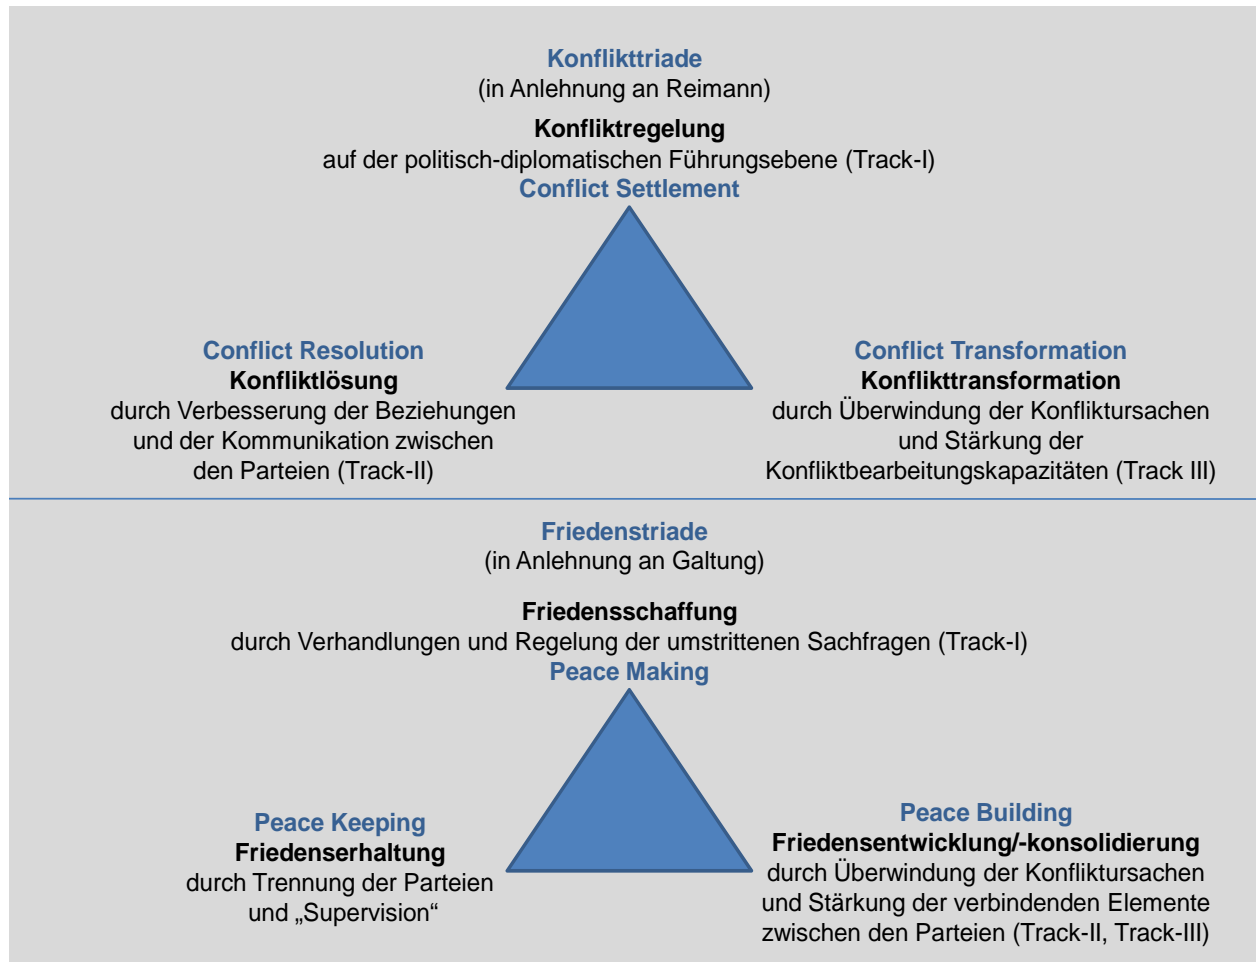 Konflikttriade
(in Anlehnung an Reimann)
Konfliktregelung
auf der politisch-diplomatischen Führungsebene (Track-I)
Conflict Settlement
Conflict Resolution
Konfliktlösung
durch Verbesserung der Beziehungen
und der Kommunikation zwischen
den Parteien (Track-II)
Conflict Transformation
Konflikttransformation
durch Überwindung der Konfliktursachen
und Stärkung der
Konfliktbearbeitungskapazitäten (Track III)
Friedenstriade
(in Anlehnung an Galtung)
Friedensschaffung
durch Verhandlungen und Regelung der umstrittenen Sachfragen (Track-I)
Peace Making
Peace Keeping
Friedenserhaltung
durch Trennung der Parteien
und „Supervision“
Peace Building
Friedensentwicklung/-konsolidierung
durch Überwindung der Konfliktursachen
und Stärkung der verbindenden Elemente
zwischen den Parteien (Track-II, Track-III)